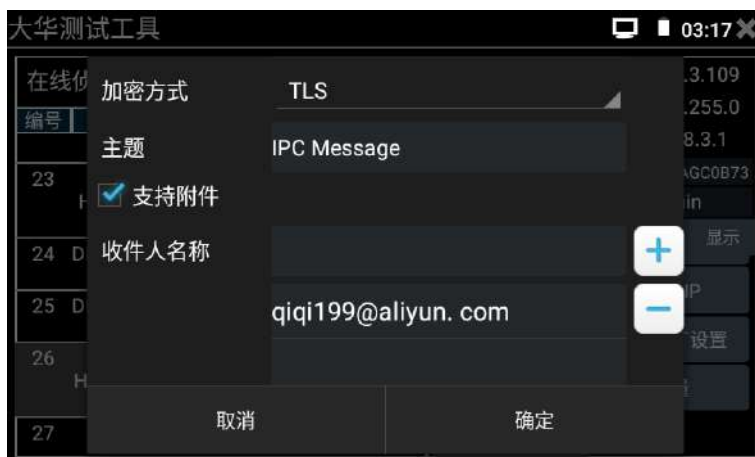 大华测试工具 03:17
在线侦
.3.109
加密方式 TLS
.255.0
编号
8.3.1
主题 IPC Message
AGC0B73
23
支持附件
in
H
显示
24 D
收件人名称
IP
25 D
qiqi199@aliyun. com
设置
26
H
取消 确定
27